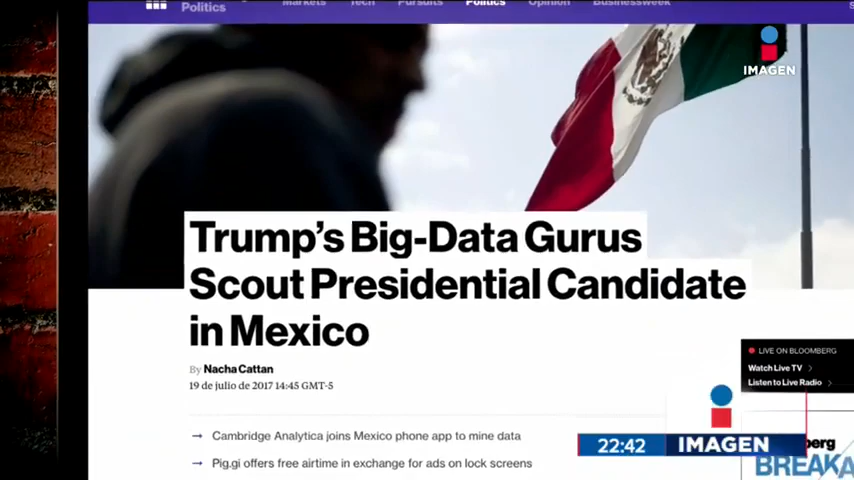 Politics
Markets
Tech
Pursuits
Politics
Opinion
Businessweek
IMAGEN
Trump's Big-Data Gurus
Scout Presidential Candidate
in Mexico
By Nacha Cattan
19 de julio de 2017 14:45 GMT-5
LIVE ON BLOOMBERG
Watch Live TV >
Listen to Live Radio >
→ Cambridge Analytica joins Mexico phone app to mine data
→ Pig.gi offers free airtime in exchange for ads on lock screens
22:42 IMAGEN
berg
BREAKA